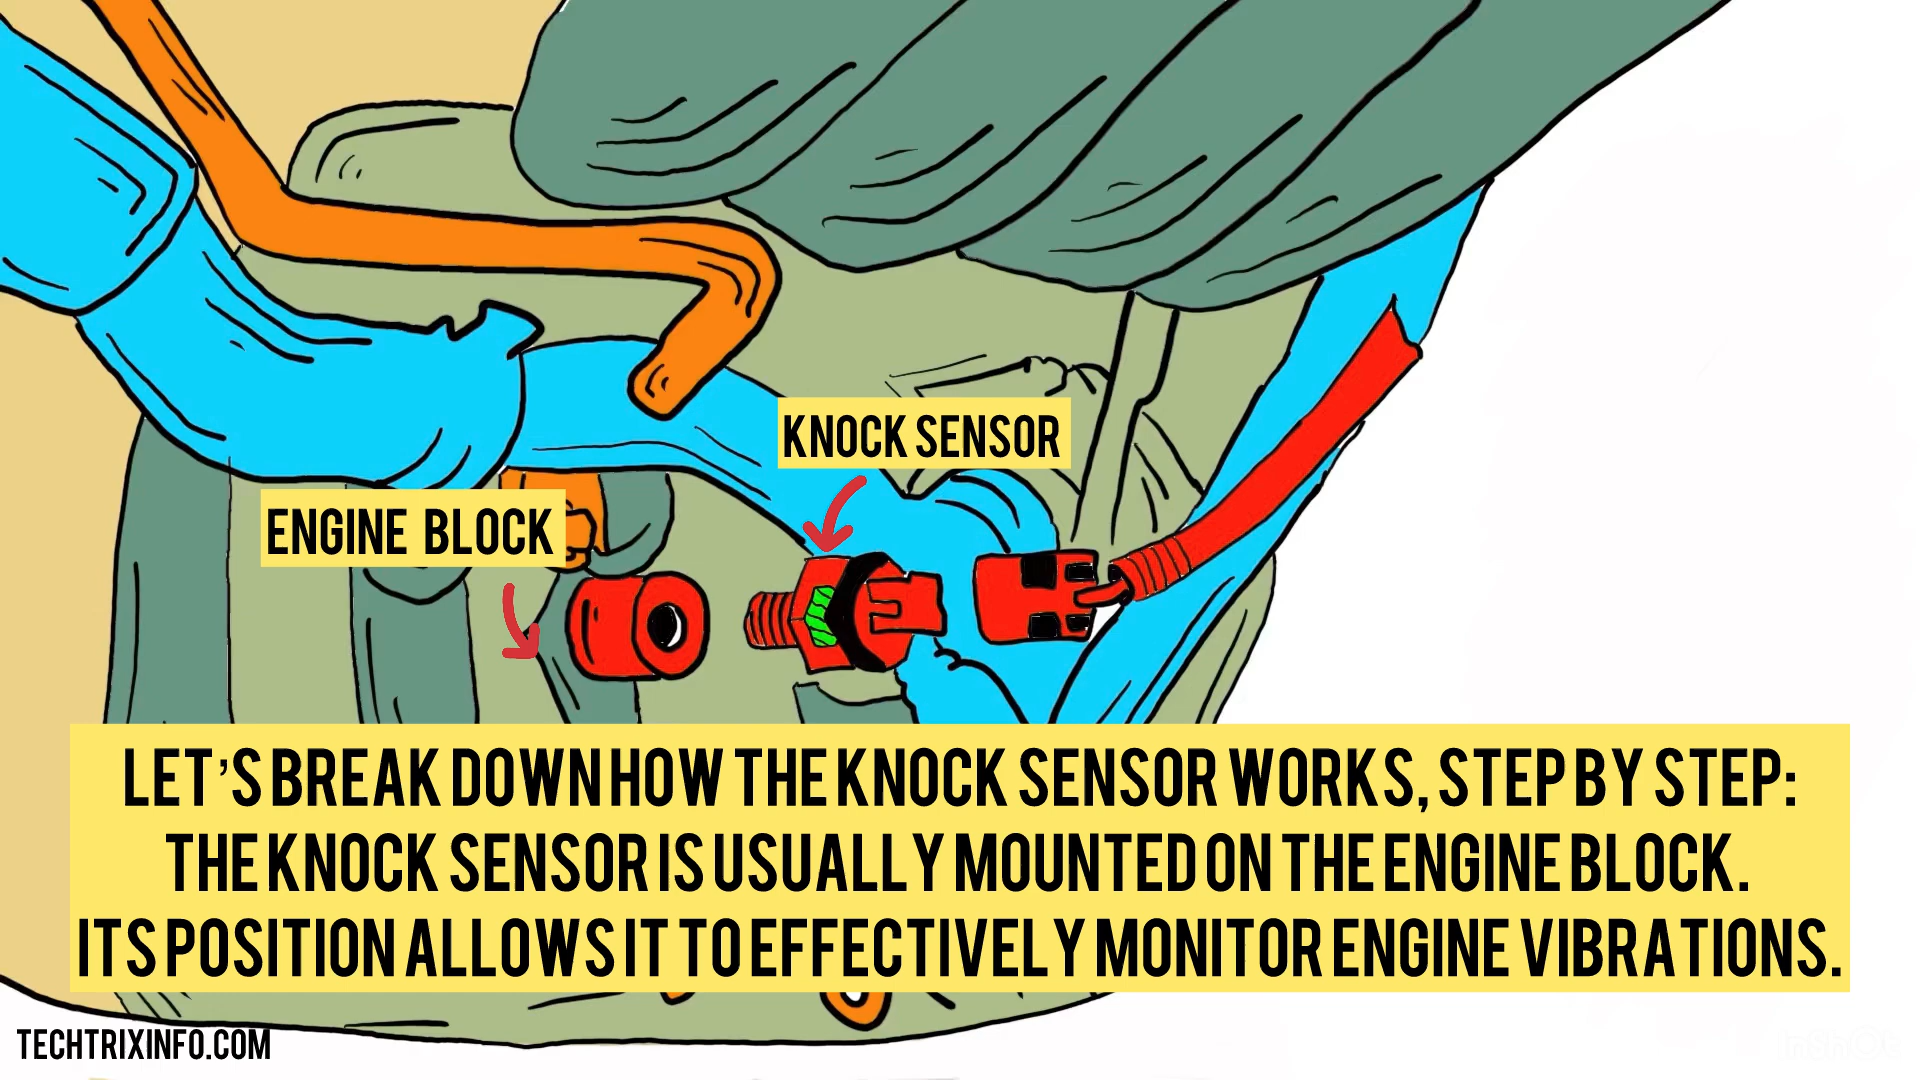 KNOCK SENSOR
ENGINE BLOCK
LET'S BREAK DOWN HOW THE KNOCK SENSOR WORKS, STEP BY STEP:
THE KNOCK SENSOR IS USUALLY MOUNTED ON THE ENGINE BLOCK.
ITS POSITION ALLOWS IT TO EFFECTIVELY MONITOR ENGINE VIBRATIONS.
TECHTRIXINFO.COM
InShOt